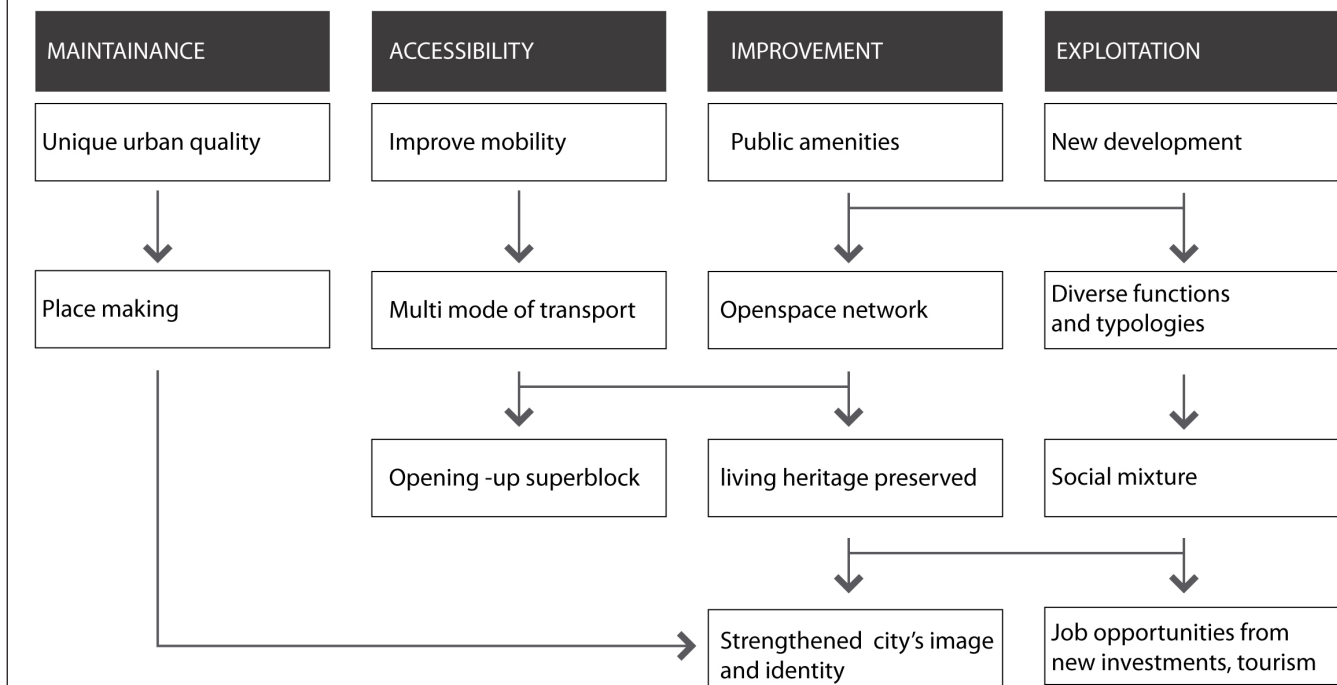 MAINTAINANCE
ACCESSIBILITY
IMPROVEMENT
EXPLOITATION
Unique urban quality
Improve mobility
Public amenities
New development
Place making
Multi mode of transport
Openspace network
Diverse functions
and typologies
Opening -up superblock
living heritage preserved
Social mixture
Strengthened city's image
and identity
Job opportunities from
new investments, tourism